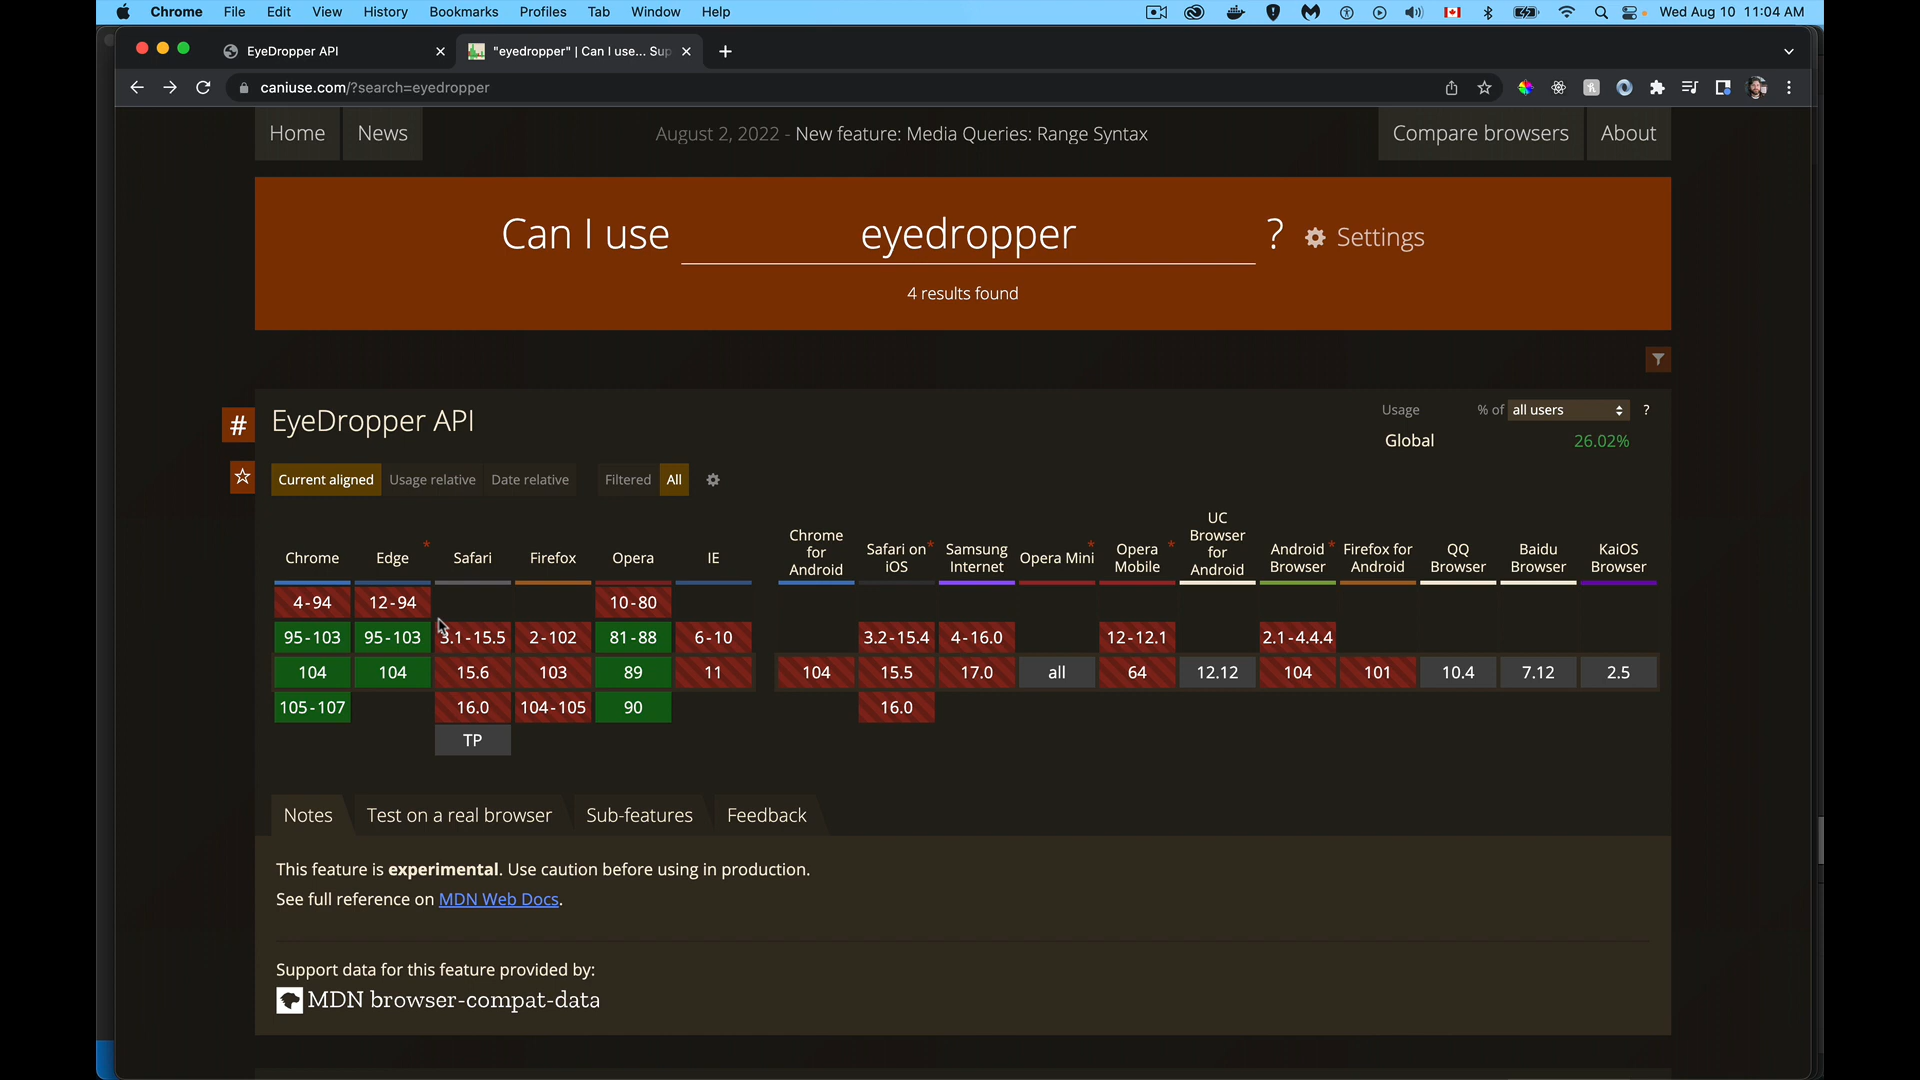 Chrome File Edit View History Bookmarks Profiles Tab Window Help Wed Aug 10 11:04 AM
EyeDropper API "eyedropper" | Can I use... Sup
caniuse.com/?search=eyedropper
Home News August 2, 2022 - New feature: Media Queries: Range Syntax Compare browsers About
Can I use eyedropper ? Settings
4 results found
# EyeDropper API
Usage % of all users ?
Global 26.02%
Current aligned Usage relative Date relative Filtered All
Chrome Edge * Safari Firefox Opera IE
Chrome for Android
Safari on iOS *
Samsung Internet
Opera Mini *
Opera Mobile *
UC Browser for Android
Android Browser *
Firefox for Android
QQ Browser
Baidu Browser
KaiOS Browser
4-94 12-94 10-80
95-103 95-103 3.1-15.5 2-102 81-88 6-10 3.2-15.4 4-16.0 12-12.1 2.1-4.4.4
104 104 15.6 103 89 11 104 15.5 17.0 all 64 12.12 104 101 10.4 7.12 2.5
105-107 16.0 104-105 90 16.0
TP
Notes Test on a real browser Sub-features Feedback
This feature is experimental. Use caution before using in production.
See full reference on MDN Web Docs.
Support data for this feature provided by:
MDN browser-compat-data